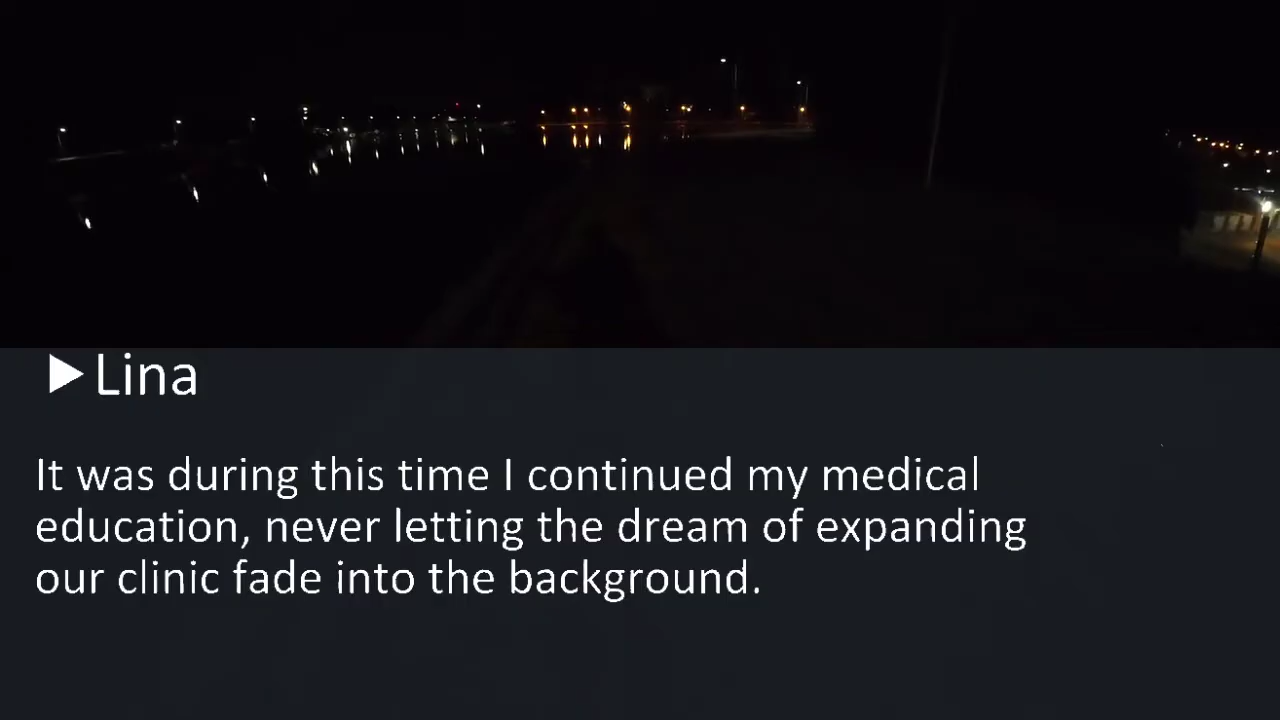 Lina
It was during this time I continued my medical
education, never letting the dream of expanding
our clinic fade into the background.